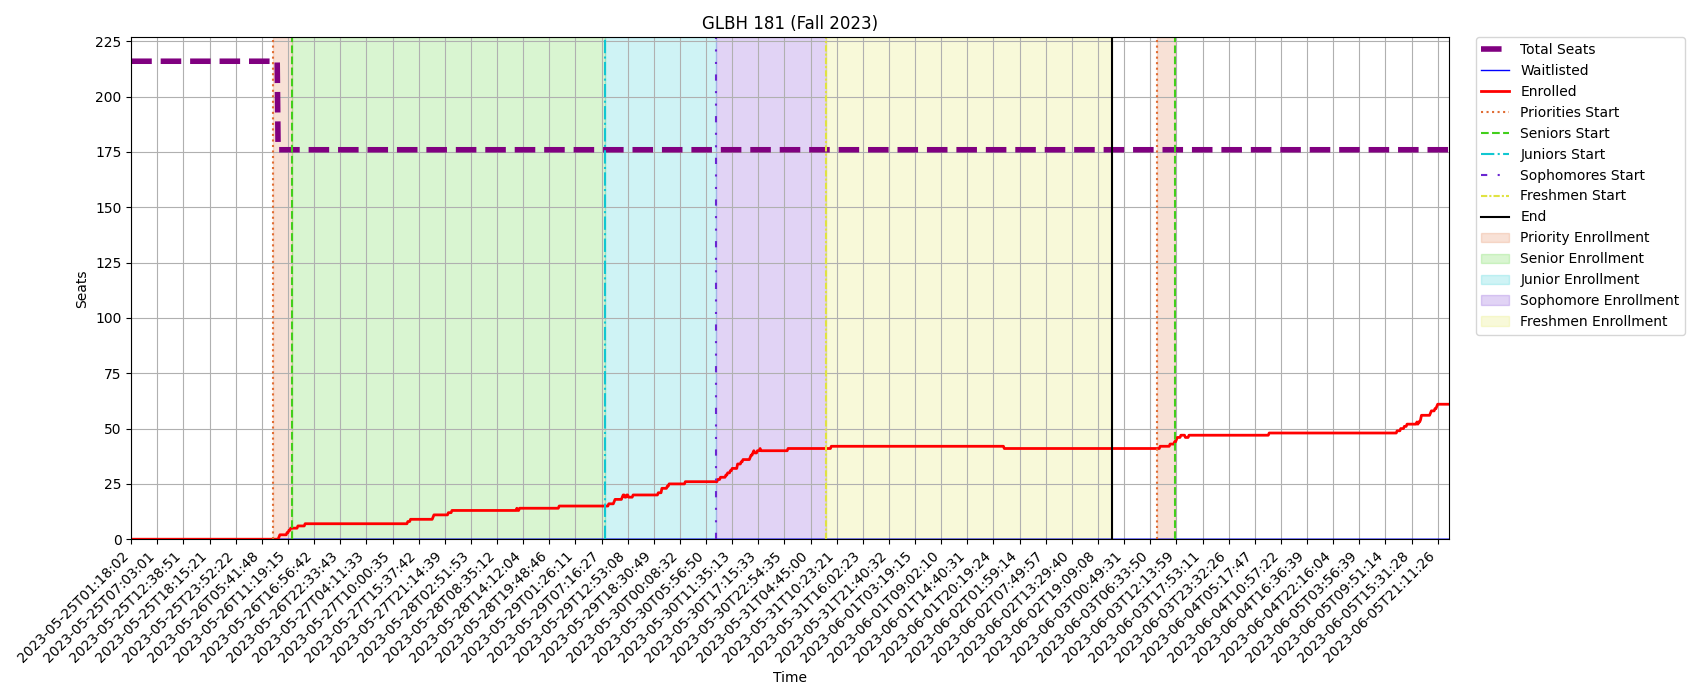 GLBH 181 (Fall 2023)
Seats
225
200
175
150
125
100
75
50
25
0
2023-05-25T01:18:02
2023-05-25T07:03:01
2023-05-25T12:38:51
2023-05-25T18:15:21
2023-05-25T23:52:22
2023-05-26T05:41:48
2023-05-26T11:19:15
2023-05-26T16:56:42
2023-05-26T22:33:43
2023-05-27T04:11:33
2023-05-27T10:00:35
2023-05-27T15:37:42
2023-05-27T21:14:39
2023-05-28T02:51:53
2023-05-28T08:35:12
2023-05-28T14:12:04
2023-05-28T19:48:46
2023-05-29T01:26:11
2023-05-29T07:16:27
2023-05-29T12:53:08
2023-05-29T18:30:49
2023-05-30T00:08:32
2023-05-30T05:56:50
2023-05-30T11:35:13
2023-05-30T17:15:33
2023-05-30T22:54:35
2023-05-31T04:45:00
2023-05-31T10:23:21
2023-05-31T16:02:23
2023-05-31T21:40:32
2023-06-01T03:19:15
2023-06-01T09:02:10
2023-06-01T14:40:31
2023-06-01T20:19:24
2023-06-02T01:59:14
2023-06-02T07:49:57
2023-06-02T13:29:40
2023-06-02T19:09:08
2023-06-03T00:49:31
2023-06-03T06:33:50
2023-06-03T12:13:59
2023-06-03T17:53:11
2023-06-03T23:32:26
2023-06-04T05:17:47
2023-06-04T10:57:22
2023-06-04T16:36:39
2023-06-04T22:16:04
2023-06-05T03:56:39
2023-06-05T09:51:14
2023-06-05T15:31:28
2023-06-05T21:11:26
Time
Total Seats
Waitlisted
Enrolled
Priorities Start
Seniors Start
Juniors Start
Sophomores Start
Freshmen Start
End
Priority Enrollment
Senior Enrollment
Junior Enrollment
Sophomore Enrollment
Freshmen Enrollment